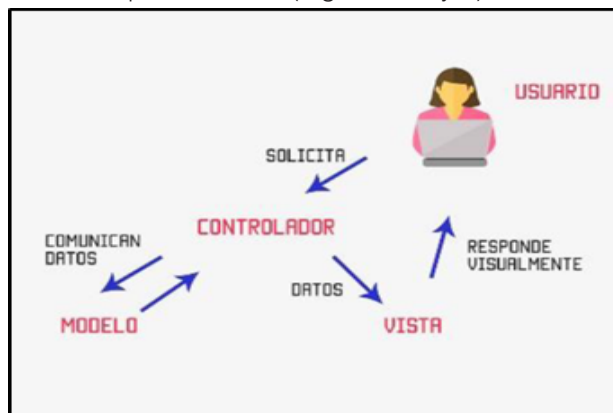 USUARIO
SOLICITA
CONTROLADOR
COMUNICAN
DATOS
RESPONDE
VISUALMENTE
DATOS
MODELO
VISTA